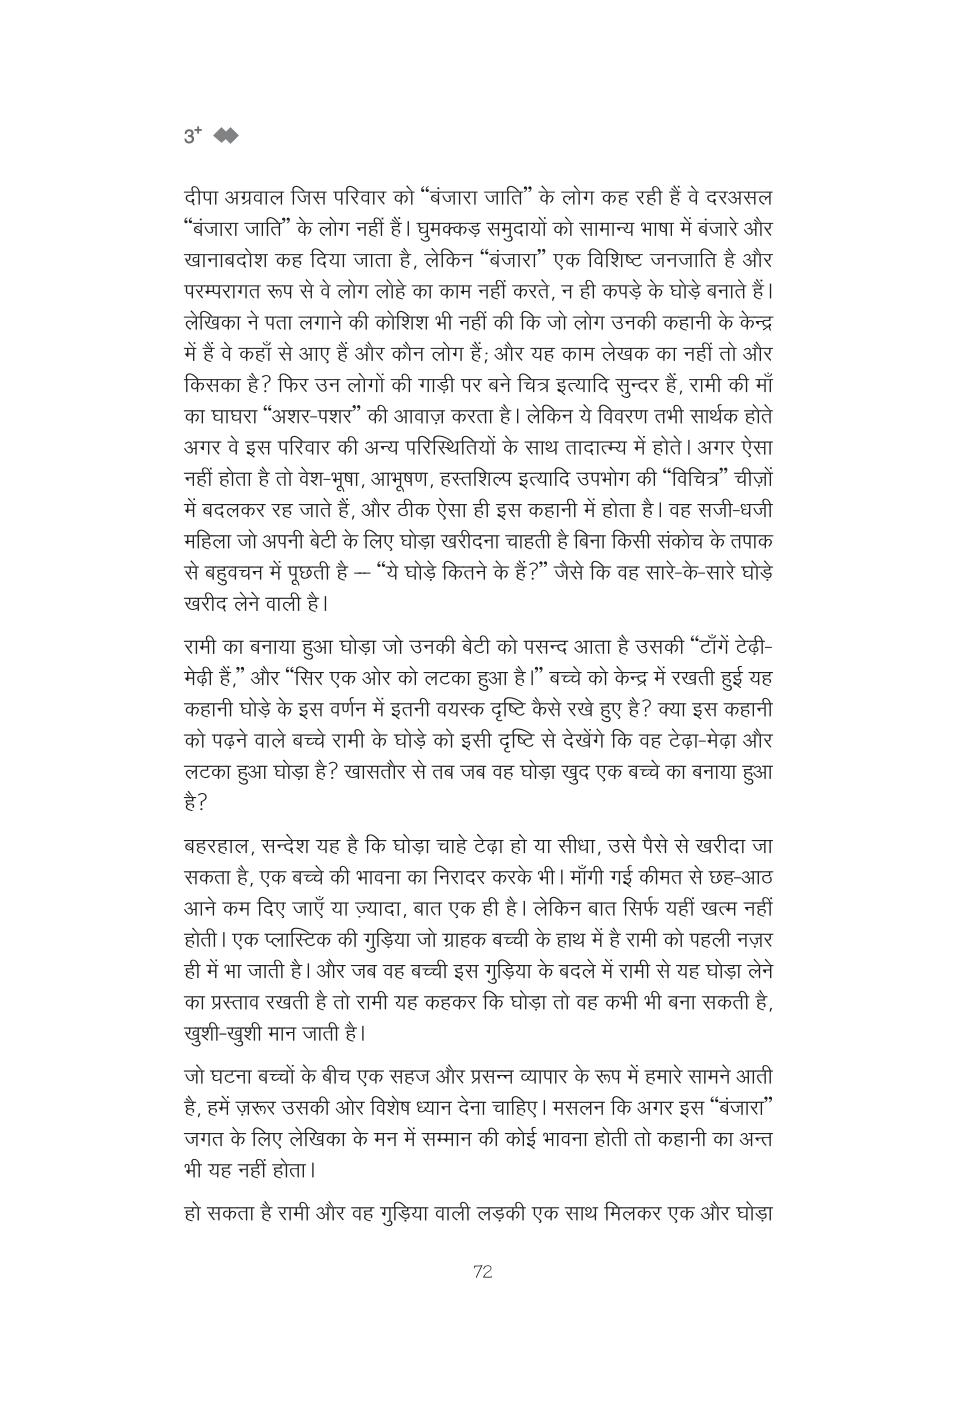 3+
दीपा अग्रवाल जिस परिवार को “बंजारा जाति” के लोग कह रही हैं वे दरअसल
“बंजारा जाति” के लोग नहीं हैं। घुमक्कड़ समुदायों को सामान्य भाषा में बंजारे और
खानाबदोश कह दिया जाता है, लेकिन “बंजारा” एक विशिष्ट जनजाति है और
परम्परागत रूप से वे लोग लोहे का काम नहीं करते, न ही कपड़े के घोड़े बनाते हैं।
लेखिका ने पता लगाने की कोशिश भी नहीं की कि जो लोग उनकी कहानी के केन्द्र
में हैं वे कहाँ से आए हैं और कौन लोग हैं; और यह काम लेखक का नहीं तो और
किसका है? फिर उन लोगों की गाड़ी पर बने चित्र इत्यादि सुन्दर हैं, रामी की माँ
का घाघरा “अशर-पशर” की आवाज़ करता है। लेकिन ये विवरण तभी सार्थक होते
अगर वे इस परिवार की अन्य परिस्थितियों के साथ तादात्म्य में होते। अगर ऐसा
नहीं होता है तो वेश-भूषा, आभूषण, हस्तशिल्प इत्यादि उपभोग की “विचित्र” चीज़ों
में बदलकर रह जाते हैं, और ठीक ऐसा ही इस कहानी में होता है। वह सजी-धजी
महिला जो अपनी बेटी के लिए घोड़ा खरीदना चाहती है बिना किसी संकोच के तपाक
से बहुवचन में पूछती है — “ये घोड़े कितने के हैं?” जैसे कि वह सारे-के-सारे घोड़े
खरीद लेने वाली है।
रामी का बनाया हुआ घोड़ा जो उनकी बेटी को पसन्द आता है उसकी “टाँगें टेढ़ी-
मेढ़ी हैं,” और “सिर एक ओर को लटका हुआ है।” बच्चे को केन्द्र में रखती हुई यह
कहानी घोड़े के इस वर्णन में इतनी वयस्क दृष्टि कैसे रखे हुए है? क्या इस कहानी
को पढ़ने वाले बच्चे रामी के घोड़े को इसी दृष्टि से देखेंगे कि वह टेढ़ा-मेढ़ा और
लटका हुआ घोड़ा है? खासतौर से तब जब वह घोड़ा खुद एक बच्चे का बनाया हुआ
है?
बहरहाल, सन्देश यह है कि घोड़ा चाहे टेढ़ा हो या सीधा, उसे पैसे से खरीदा जा
सकता है, एक बच्चे की भावना का निरादर करके भी। माँगी गई कीमत से छह-आठ
आने कम दिए जाएँ या ज़्यादा, बात एक ही है। लेकिन बात सिर्फ यहीं खत्म नहीं
होती। एक प्लास्टिक की गुड़िया जो ग्राहक बच्ची के हाथ में है रामी को पहली नज़र
ही में भा जाती है। और जब वह बच्ची इस गुड़िया के बदले में रामी से यह घोड़ा लेने
का प्रस्ताव रखती है तो रामी यह कहकर कि घोड़ा तो वह कभी भी बना सकती है,
खुशी-खुशी मान जाती है।
जो घटना बच्चों के बीच एक सहज और प्रसन्न व्यापार के रूप में हमारे सामने आती
है, हमें ज़रूर उसकी ओर विशेष ध्यान देना चाहिए। मसलन कि अगर इस “बंजारा”
जगत के लिए लेखिका के मन में सम्मान की कोई भावना होती तो कहानी का अन्त
भी यह नहीं होता।
हो सकता है रामी और वह गुड़िया वाली लड़की एक साथ मिलकर एक और घोड़ा
72